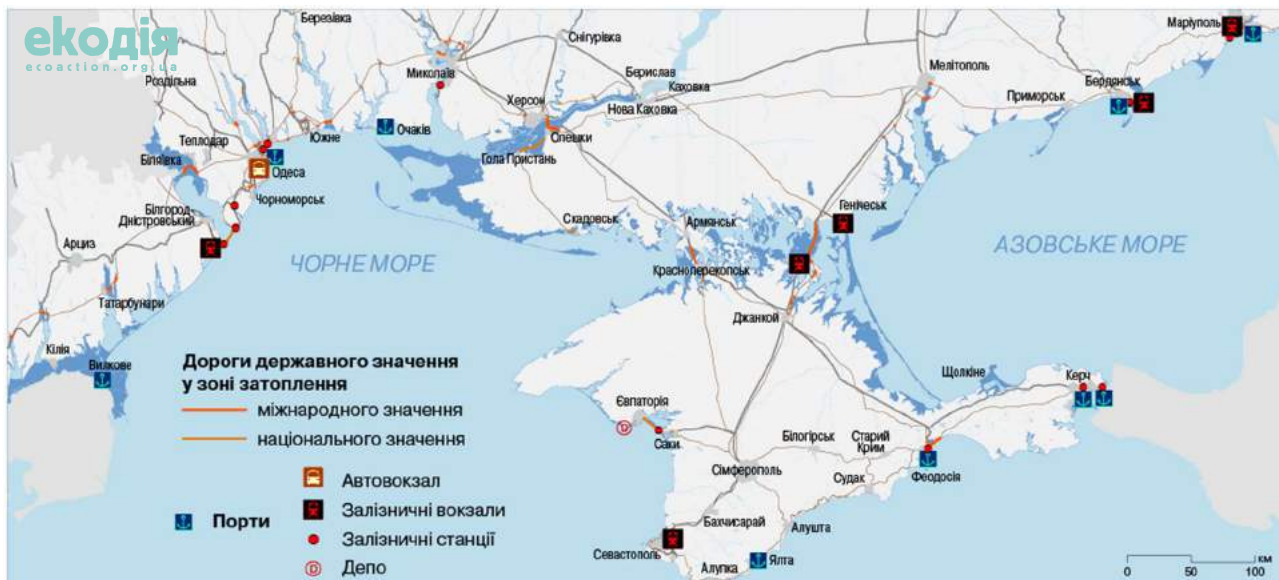 екодія
ecoaction.org.ua
Березівка
Роздільна
Теплодар
Біляївка
Южне
Одеса
Чорноморськ
Білгород-
Дністровський
Арциз
Татарбунари
Кілія
Вилкове
Миколаїв
Очаків
Снігурівка
Херсон
Берислав
Каховка
Нова Каховка
Олешки
Гола Пристань
Скадовськ
Мелітополь
Маріуполь
Бердянськ
Приморськ
Генічеськ
Армянськ
Красноперекопськ
Джанкой
ЧОРНЕ МОРЕ
АЗОВСЬКЕ МОРЕ
Щолкіне
Керч
Євпаторія
Саки
Сімферополь
Білогірськ
Старий
Крим
Судак
Феодосія
Бахчисарай
Алушта
Севастополь
Алупка
Ялта
Дороги державного значення
у зоні затоплення
міжнародного значення
національного значення
Автовокзал
Залізничні вокзали
Порти
Залізничні станції
D Депо
D
км
0 50 100